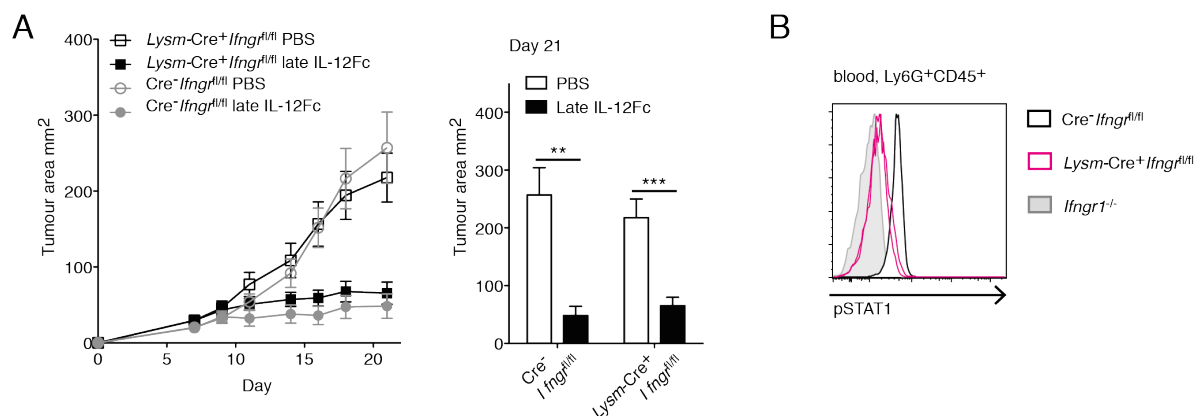 A
Lysm-Cre⁺Ifngrᶠˡ/ᶠˡ PBS
Lysm-Cre⁺Ifngrᶠˡ/ᶠˡ late IL-12Fc
Cre⁻Ifngrᶠˡ/ᶠˡ PBS
Cre⁻Ifngrᶠˡ/ᶠˡ late IL-12Fc
Tumour area mm²
400
300
200
100
0
0
5
10
15
20
Day
Day 21
PBS
Late IL-12Fc
Tumour area mm²
400
300
200
100
0
**
***
Cre⁻
I fngrᶠˡ/ᶠˡ
Lysm-Cre⁺
I fngrᶠˡ/ᶠˡ
B
blood, Ly6G⁺CD45⁺
pSTAT1
Cre⁻Ifngrᶠˡ/ᶠˡ
Lysm-Cre⁺Ifngrᶠˡ/ᶠˡ
Ifngr1⁻/⁻